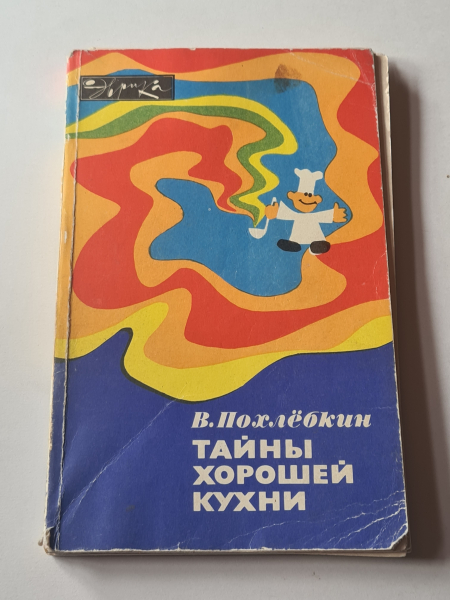 Эврика
В. Похлёбкин
ТАЙНЫ
ХОРОШЕЙ
КУХНИ